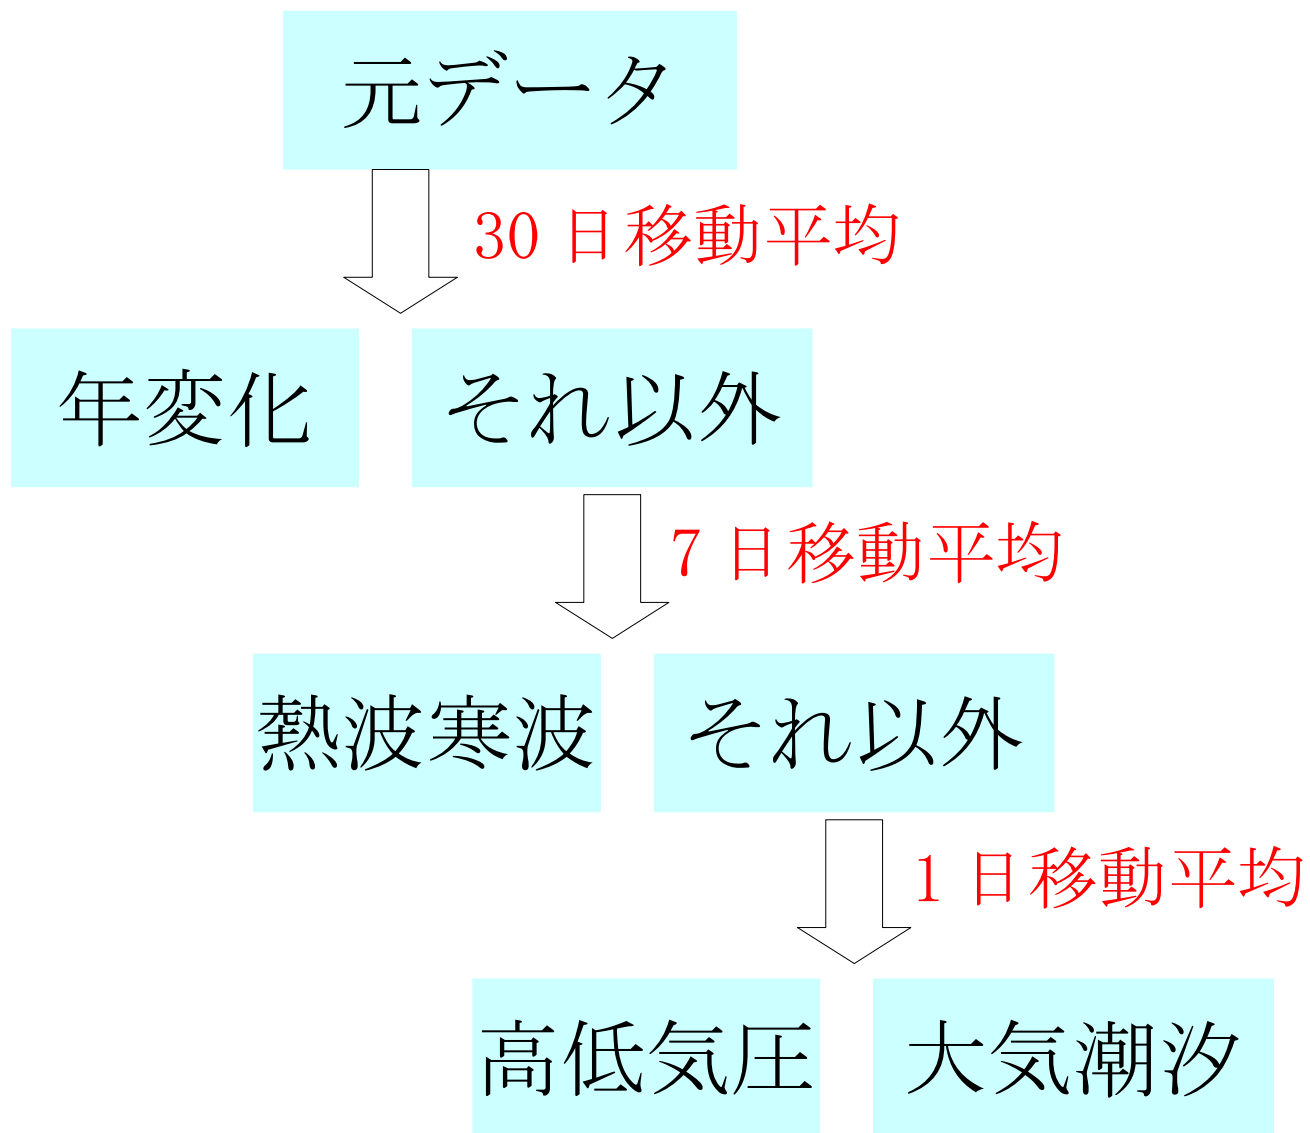 元データ
30 日移動平均
年変化
それ以外
7 日移動平均
熱波寒波
それ以外
1 日移動平均
高低気圧
大気潮汐